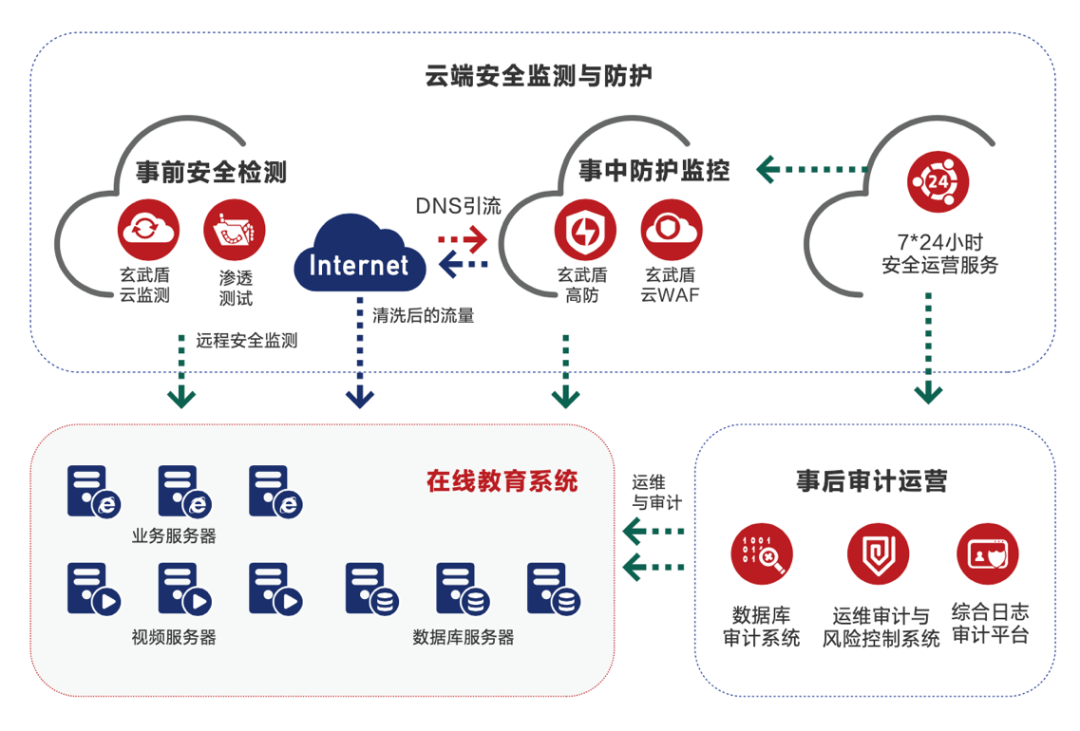 云端安全监测与防护
事前安全检测
玄武盾
云监测
渗透
测试
远程安全监测
Internet
DNS引流
清洗后的流量
事中防护监控
玄武盾
高防
玄武盾
云WAF
24
7*24小时
安全运营服务
在线教育系统
业务服务器
视频服务器
数据库服务器
运维
与审计
事后审计运营
1001
011
01
数据库
审计系统
运维审计与
风险控制系统
综合日志
审计平台